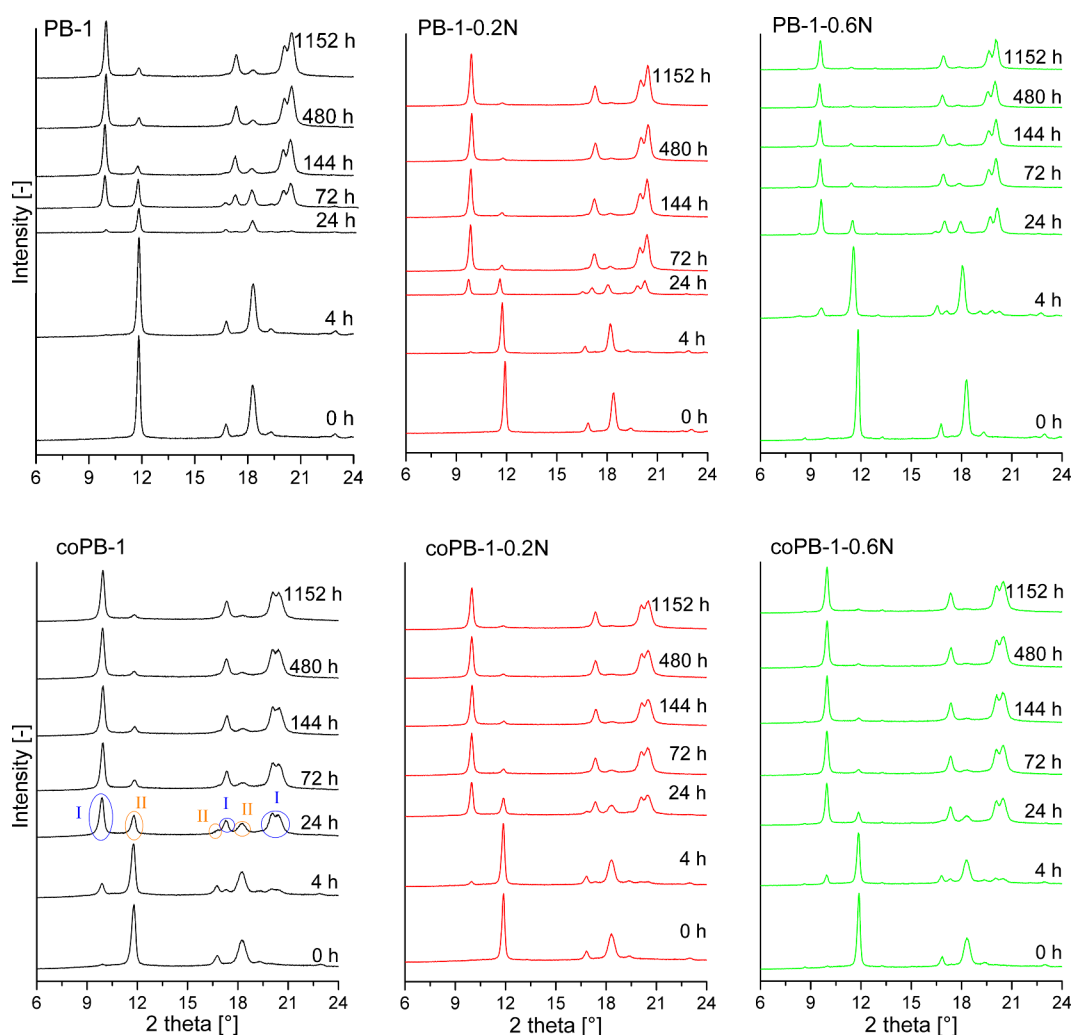 PB-1
1152 h
480 h
144 h
72 h
24 h
4 h
0 h
Intensity [-]
6 9 12 15 18 21 24
PB-1-0.2N
1152 h
480 h
144 h
72 h
24 h
4 h
0 h
6 9 12 15 18 21 24
PB-1-0.6N
1152 h
480 h
144 h
72 h
24 h
4 h
0 h
6 9 12 15 18 21 24
coPB-1
1152 h
480 h
144 h
72 h
I II II I II I
24 h
4 h
0 h
Intensity [-]
6 9 12 15 18 21 24
2 theta [°]
coPB-1-0.2N
1152 h
480 h
144 h
72 h
24 h
4 h
0 h
6 9 12 15 18 21 24
2 theta [°]
coPB-1-0.6N
1152 h
480 h
144 h
72 h
24 h
4 h
0 h
6 9 12 15 18 21 24
2 theta [°]